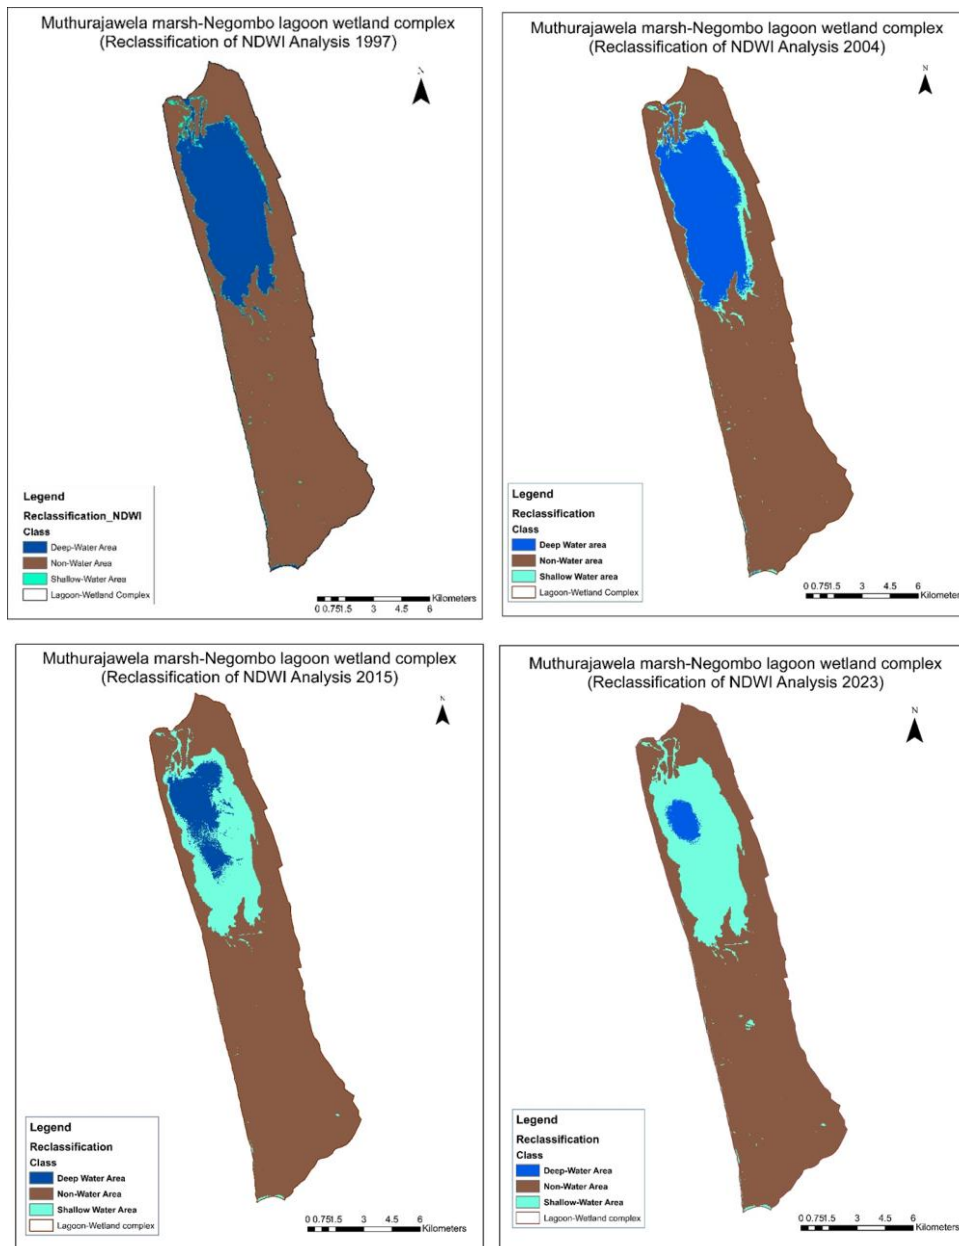 Muthurajawela marsh-Negombo lagoon wetland complex
(Reclassification of NDWI Analysis 1997)
N
Legend
Reclassification_NDWI
Class
Deep-Water Area
Non-Water Area
Shallow-Water Area
Lagoon-Wetland Complex
0 0.751.5 3 4.5 6
Kilometers
Muthurajawela marsh-Negombo lagoon wetland complex
(Reclassification of NDWI Analysis 2004)
N
Legend
Reclassification
Class
Deep Water area
Non-Water area
Shallow Water area
Lagoon-Wetland Complex
0 0.751.5 3 4.5 6
Kilometers
Muthurajawela marsh-Negombo lagoon wetland complex
(Reclassification of NDWI Analysis 2015)
N
Legend
Reclassification
Class
Deep Water Area
Non-Water Area
Shallow Water Area
Lagoon-Wetland complex
0 0.751.5 3 4.5 6
Kilometers
Muthurajawela marsh-Negombo lagoon wetland complex
(Reclassification of NDWI Analysis 2023)
N
Legend
Reclassification
Class
Deep-Water Area
Non-Water Area
Shallow-Water Area
Lagoon-Wetland complex
0 0.751.5 3 4.5 6
Kilometers